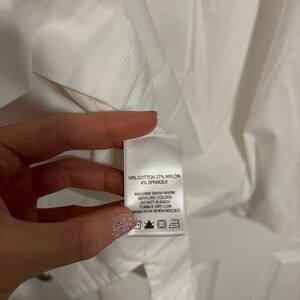 69% COTTON 27% NYLON
4% SPANDEX
MACHINE WASH WARM
WITH LIKE COLORS
DO NOT BLEACH
TUMBLE DRY LOW
WARM IRON WHEN NEEDED